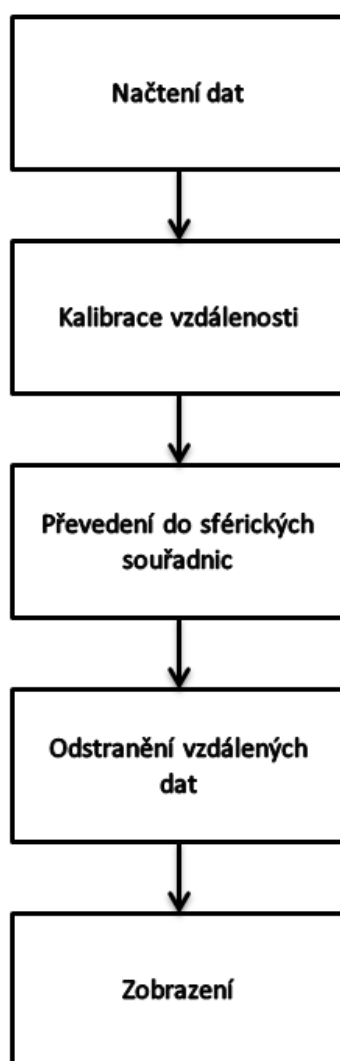 Načtení dat
Kalibrace vzdálenosti
Převedení do sférických
souřadnic
Odstranění vzdálených
dat
Zobrazení